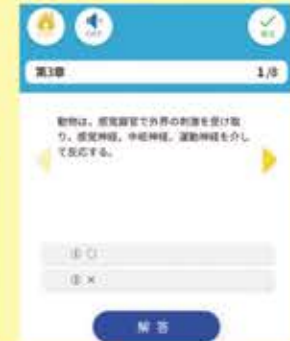 OFF
第3章 1/8
動物は、感覚器官で外界の刺激を受け取
り、感覚神経、中枢神経、運動神経を介し
て反応する。
① ○
② ×
解答